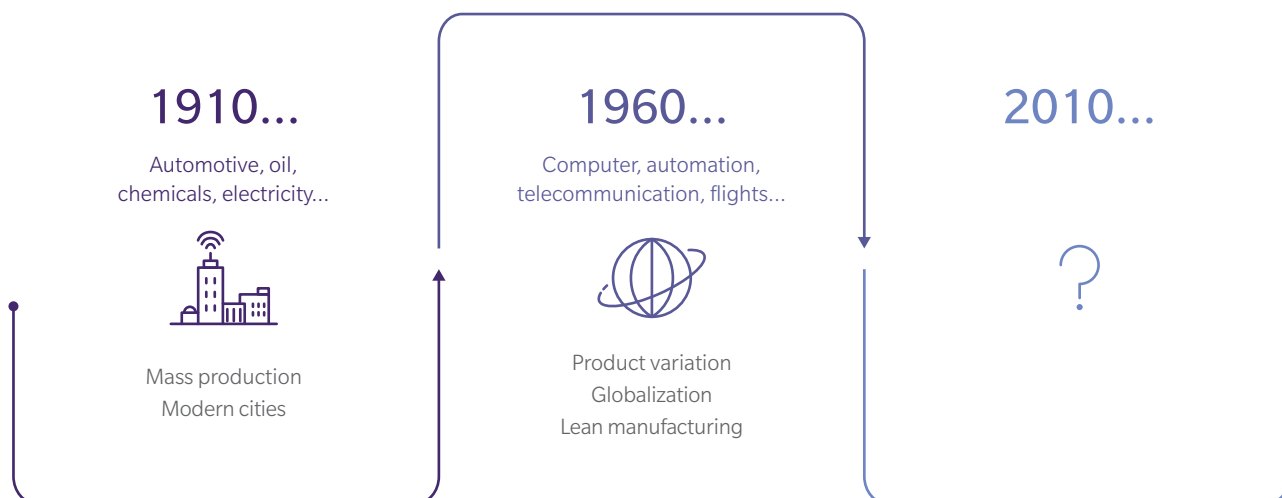 1910...
Automotive, oil,
chemicals, electricity...
Mass production
Modern cities
1960...
Computer, automation,
telecommunication, flights...
Product variation
Globalization
Lean manufacturing
2010...
?